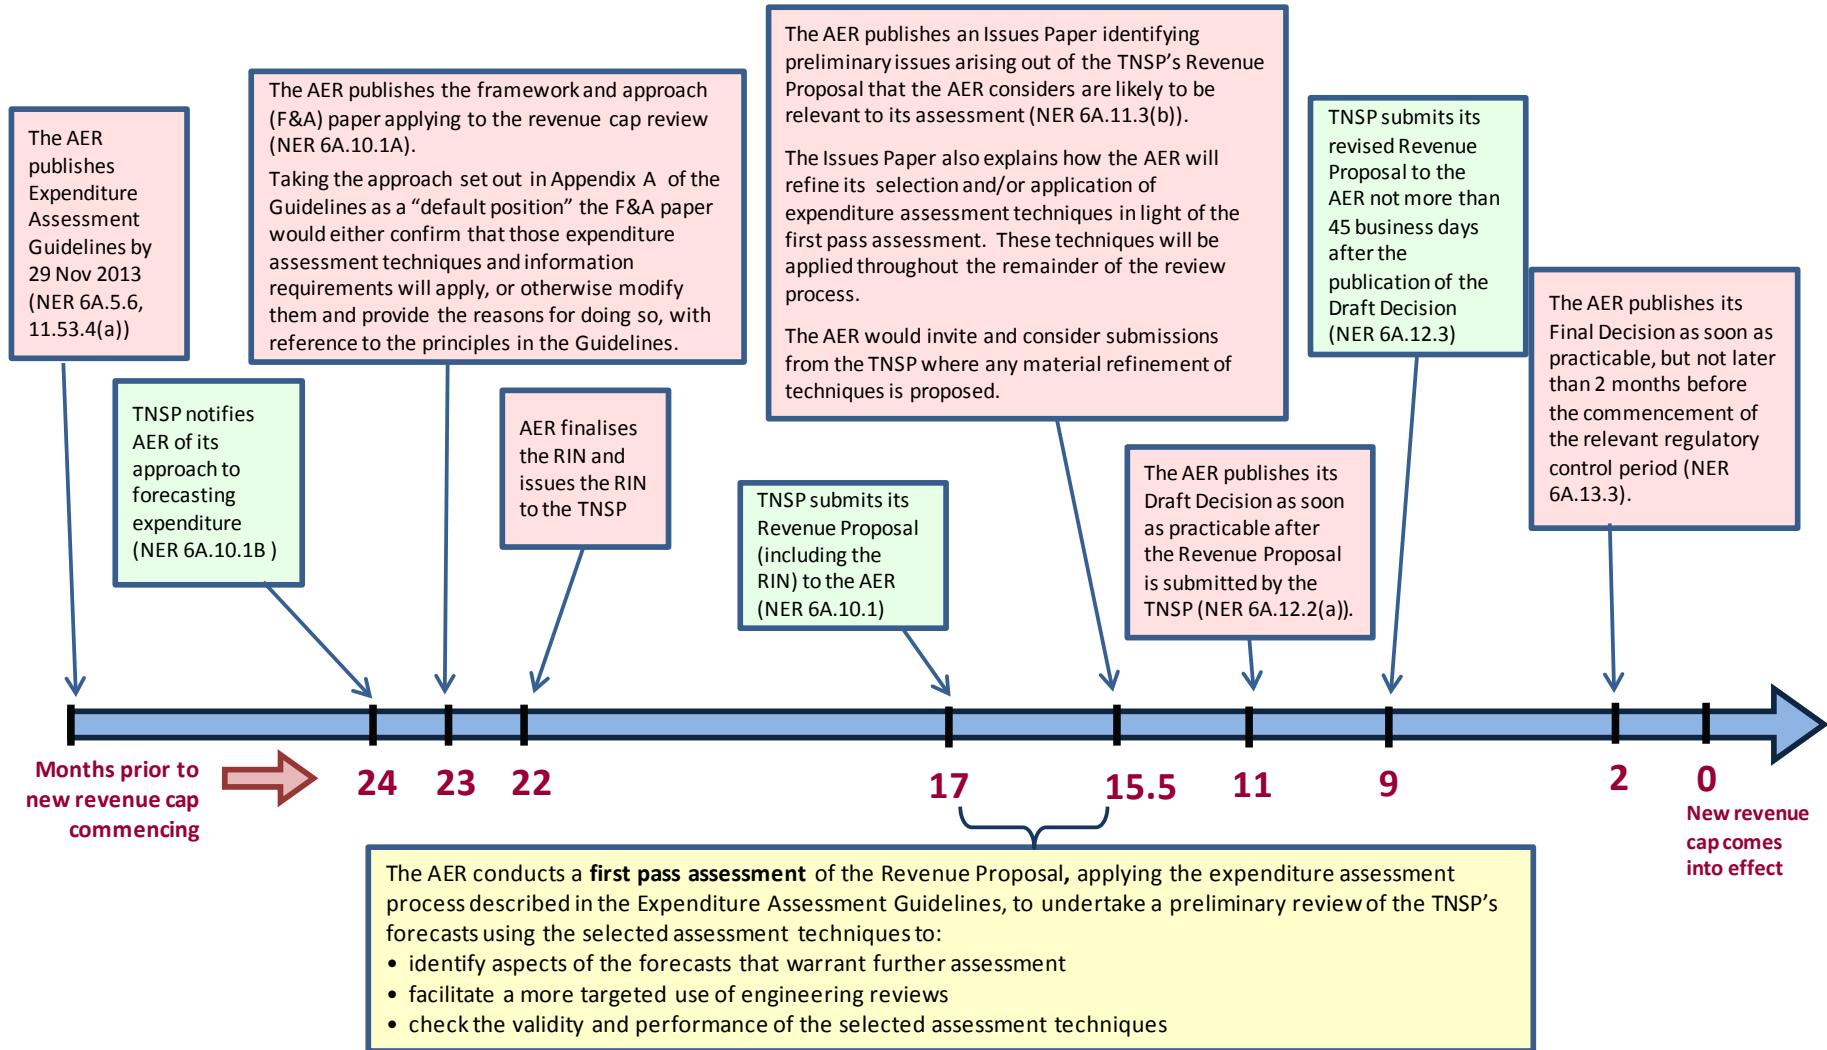 The AER
publishes
Expenditure
Assessment
Guidelines by
29 Nov 2013
(NER 6A.5.6,
11.53.4(a))
TNSP notifies
AER of its
approach to
forecasting
expenditure
(NER 6A.10.1B )
The AER publishes the framework and approach
(F&A) paper applying to the revenue cap review
(NER 6A.10.1A).
Taking the approach set out in Appendix A of the
Guidelines as a “default position” the F&A paper
would either confirm that those expenditure
assessment techniques and information
requirements will apply, or otherwise modify
them and provide the reasons for doing so, with
reference to the principles in the Guidelines.
AER finalises
the RIN and
issues the RIN
to the TNSP
TNSP submits its
Revenue Proposal
(including the
RIN) to the AER
(NER 6A.10.1)
The AER publishes an Issues Paper identifying
preliminary issues arising out of the TNSP’s Revenue
Proposal that the AER considers are likely to be
relevant to its assessment (NER 6A.11.3(b)).
The Issues Paper also explains how the AER will
refine its selection and/or application of
expenditure assessment techniques in light of the
first pass assessment. These techniques will be
applied throughout the remainder of the review
process.
The AER would invite and consider submissions
from the TNSP where any material refinement of
techniques is proposed.
The AER publishes its
Draft Decision as soon
as practicable after
the Revenue Proposal
is submitted by the
TNSP (NER 6A.12.2(a)).
TNSP submits its
revised Revenue
Proposal to the
AER not more than
45 business days
after the
publication of the
Draft Decision
(NER 6A.12.3)
The AER publishes its
Final Decision as soon as
practicable, but not later
than 2 months before
the commencement of
the relevant regulatory
control period (NER
6A.13.3).
Months prior to
new revenue cap
commencing
24
23
22
17
15.5
11
9
2
0
New revenue
cap comes
into effect
The AER conducts a first pass assessment of the Revenue Proposal, applying the expenditure assessment
process described in the Expenditure Assessment Guidelines, to undertake a preliminary review of the TNSP’s
forecasts using the selected assessment techniques to:
• identify aspects of the forecasts that warrant further assessment
• facilitate a more targeted use of engineering reviews
• check the validity and performance of the selected assessment techniques